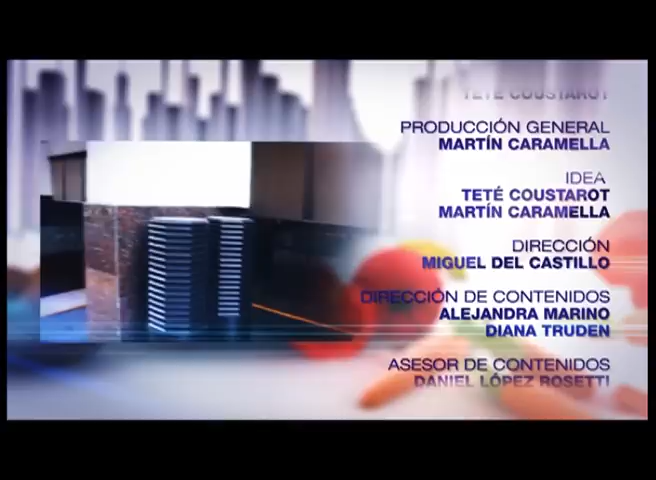 TETÉ COUSTAROT
PRODUCCIÓN GENERAL
MARTÍN CARAMELLA
IDEA
TETÉ COUSTAROT
MARTÍN CARAMELLA
DIRECCIÓN
MIGUEL DEL CASTILLO
DIRECCIÓN DE CONTENIDOS
ALEJANDRA MARINO
DIANA TRUDEN
ASESOR DE CONTENIDOS
DANIEL LÓPEZ ROSETTI